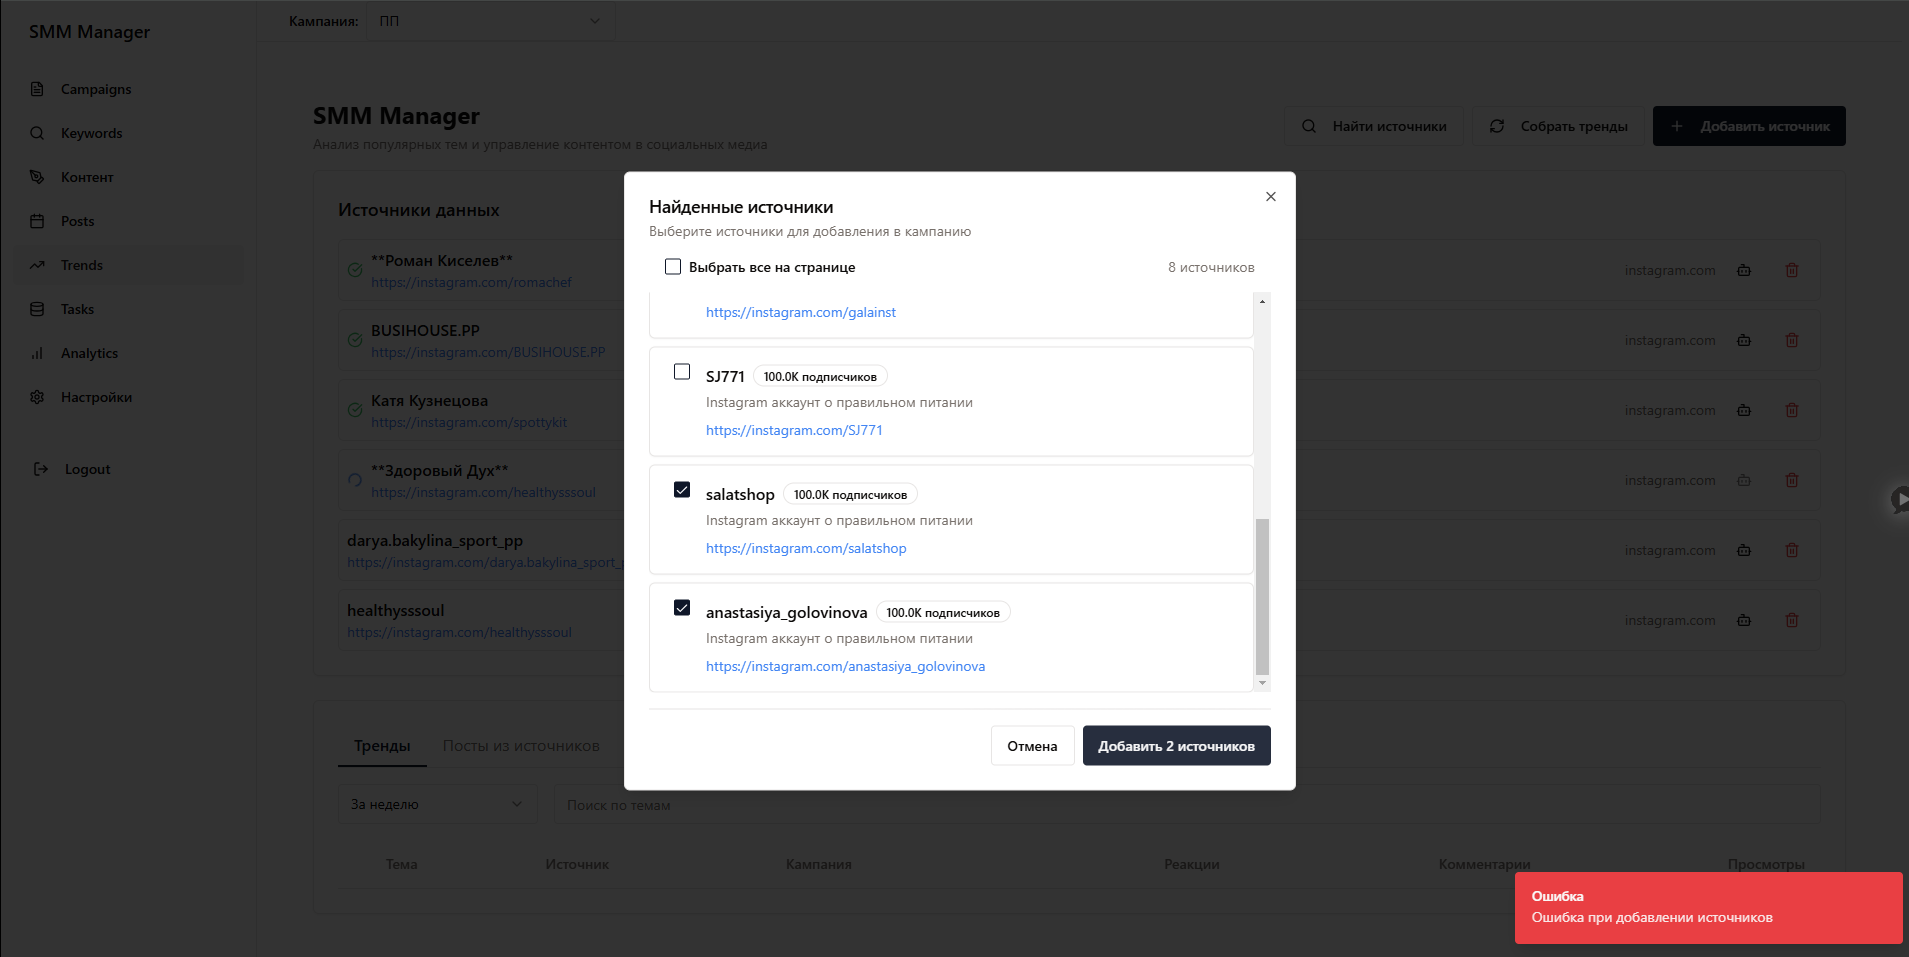 SMM Manager
Campaigns
Keywords
Контент
Posts
Trends
Tasks
Analytics
Настройки
Logout
Кампания: ПП
SMM Manager
Анализ популярных тем и управление контентом в социальных медиа
Найти источники
Собрать тренды
Добавить источник
Источники данных
**Роман Киселев**
https://instagram.com/romachef
instagram.com
BUSIHOUSE.PP
https://instagram.com/BUSIHOUSE.PP
instagram.com
Катя Кузнецова
https://instagram.com/spottykit
instagram.com
**Здоровый Дух**
https://instagram.com/healthysssoul
instagram.com
darya.bakylina_sport_pp
https://instagram.com/darya.bakylina_sport_
instagram.com
healthysssoul
https://instagram.com/healthysssoul
instagram.com
Найденные источники
Выберите источники для добавления в кампанию
Выбрать все на странице
8 источников
https://instagram.com/galainst
SJ771 100.0K подписчиков
Instagram аккаунт о правильном питании
https://instagram.com/SJ771
salatshop 100.0K подписчиков
Instagram аккаунт о правильном питании
https://instagram.com/salatshop
anastasiya_golovinova 100.0K подписчиков
Instagram аккаунт о правильном питании
https://instagram.com/anastasiya_golovinova
Отмена
Добавить 2 источников
Тренды
Посты из источников
За неделю
Поиск по темам
Тема Источник Кампания Реакции Комментарии Просмотры
Ошибка
Ошибка при добавлении источников